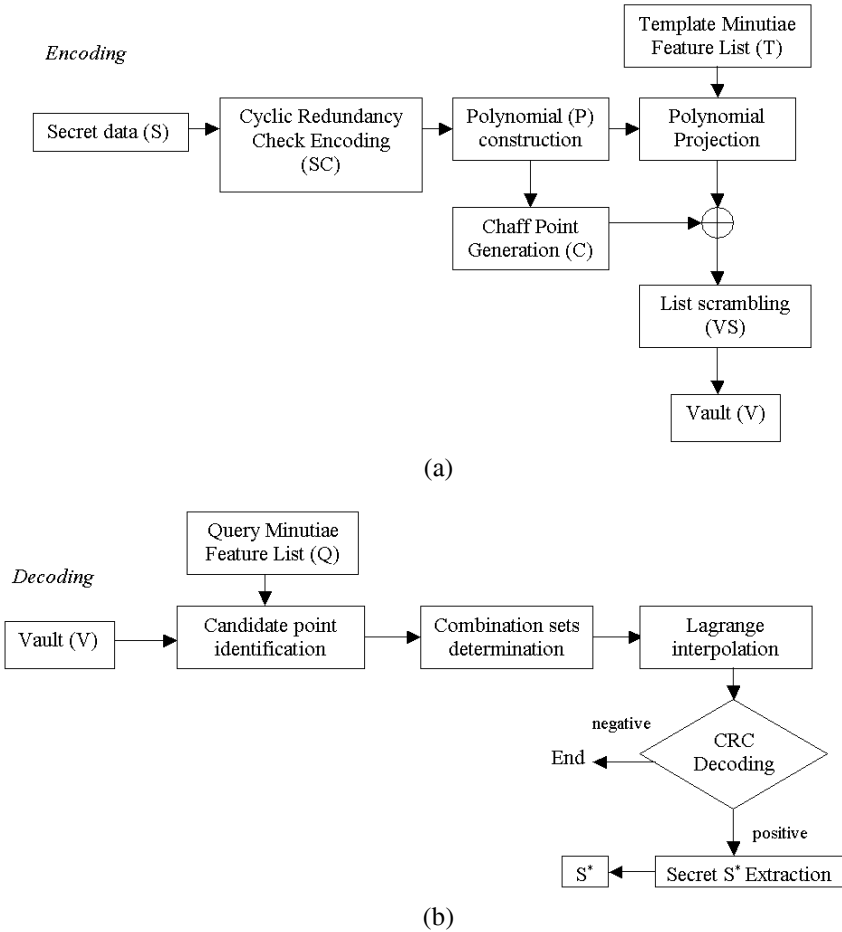 Template Minutiae
Feature List (T)
Encoding
Secret data (S)
Cyclic Redundancy
Check Encoding
(SC)
Polynomial (P)
construction
Polynomial
Projection
Chaff Point
Generation (C)
List scrambling
(VS)
Vault (V)
(a)
Query Minutiae
Feature List (Q)
Decoding
Vault (V)
Candidate point
identification
Combination sets
determination
Lagrange
interpolation
negative
CRC
Decoding
End
positive
S*
Secret S* Extraction
(b)